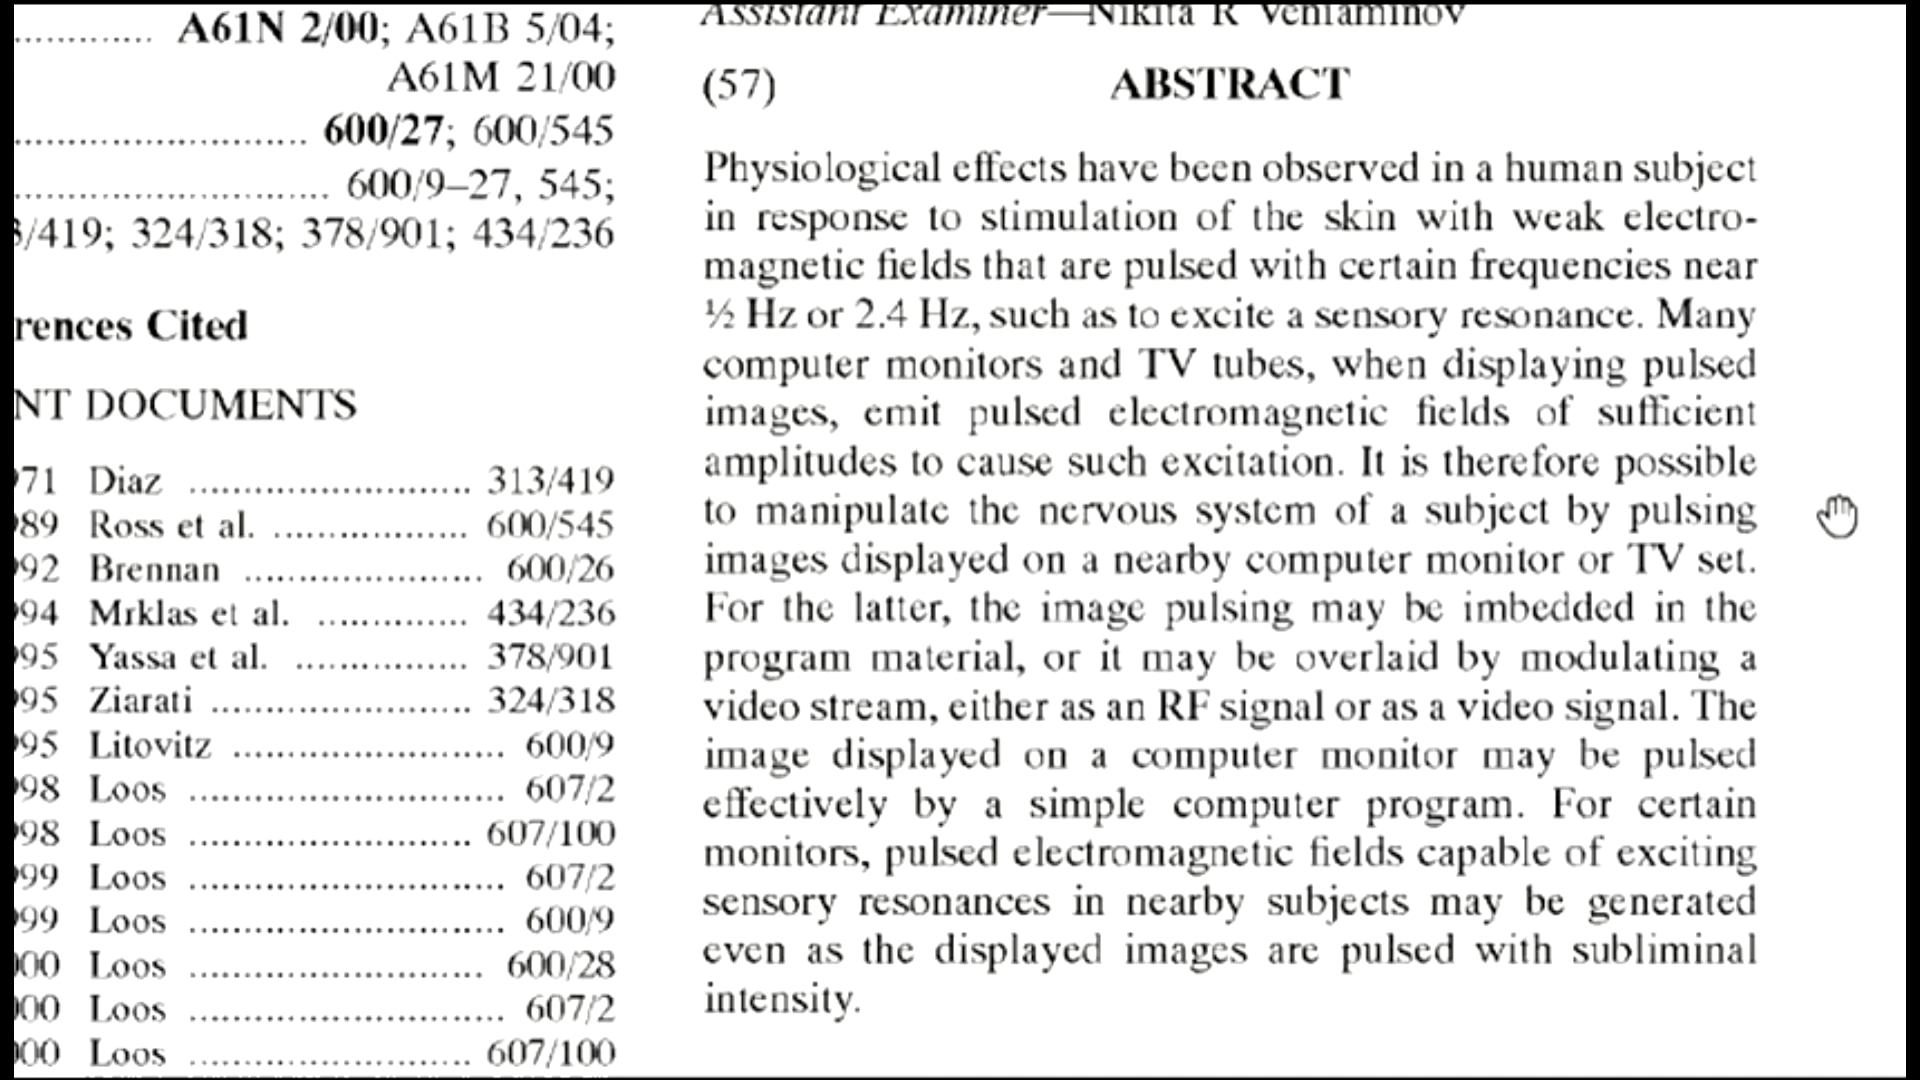 A61N 2/00; A61B 5/04;
A61M 21/00
600/27; 600/545
600/9–27, 545;
/419; 324/318; 378/901; 434/236
rences Cited
NT DOCUMENTS
71 Diaz 313/419
89 Ross et al. 600/545
92 Brennan 600/26
94 Mrklas et al. 434/236
95 Yassa et al. 378/901
95 Ziarati 324/318
95 Litovitz 600/9
98 Loos 607/2
98 Loos 607/100
99 Loos 607/2
99 Loos 600/9
00 Loos 600/28
00 Loos 607/2
00 Loos 607/100
Assistant Examiner—Nikita R Veniaminov
(57) ABSTRACT
Physiological effects have been observed in a human subject
in response to stimulation of the skin with weak electro-
magnetic fields that are pulsed with certain frequencies near
½ Hz or 2.4 Hz, such as to excite a sensory resonance. Many
computer monitors and TV tubes, when displaying pulsed
images, emit pulsed electromagnetic fields of sufficient
amplitudes to cause such excitation. It is therefore possible
to manipulate the nervous system of a subject by pulsing
images displayed on a nearby computer monitor or TV set.
For the latter, the image pulsing may be imbedded in the
program material, or it may be overlaid by modulating a
video stream, either as an RF signal or as a video signal. The
image displayed on a computer monitor may be pulsed
effectively by a simple computer program. For certain
monitors, pulsed electromagnetic fields capable of exciting
sensory resonances in nearby subjects may be generated
even as the displayed images are pulsed with subliminal
intensity.